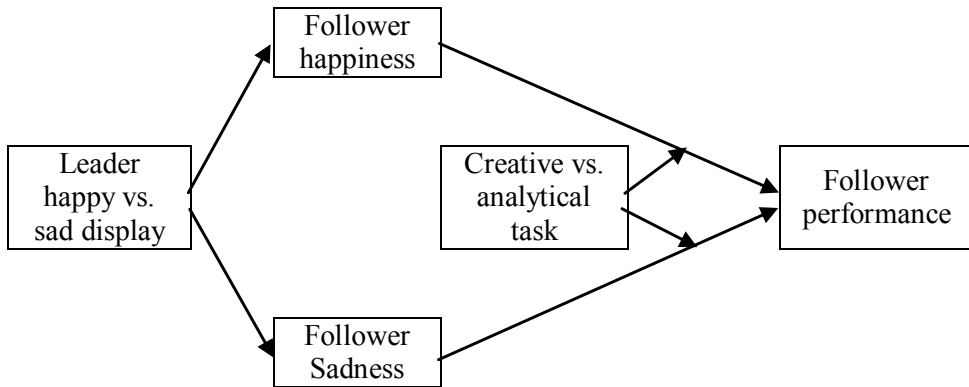 Follower
happiness
Leader
happy vs.
sad display
Creative vs.
analytical
task
Follower
performance
Follower
Sadness